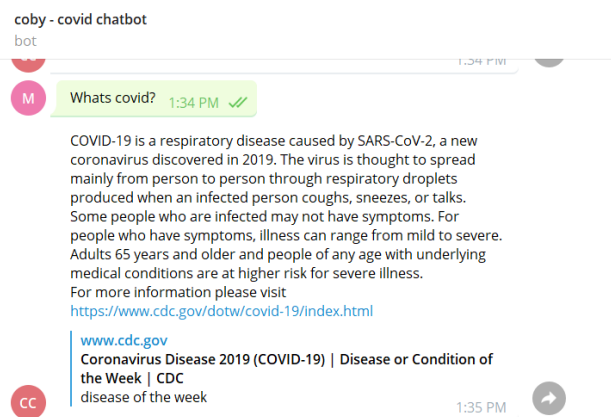 coby - covid chatbot
bot
1:34 PM
M
Whats covid? 1:34 PM
COVID-19 is a respiratory disease caused by SARS-CoV-2, a new
coronavirus discovered in 2019. The virus is thought to spread
mainly from person to person through respiratory droplets
produced when an infected person coughs, sneezes, or talks.
Some people who are infected may not have symptoms. For
people who have symptoms, illness can range from mild to severe.
Adults 65 years and older and people of any age with underlying
medical conditions are at higher risk for severe illness.
For more information please visit
https://www.cdc.gov/dotw/covid-19/index.html
www.cdc.gov
Coronavirus Disease 2019 (COVID-19) | Disease or Condition of
the Week | CDC
disease of the week
CC
1:35 PM